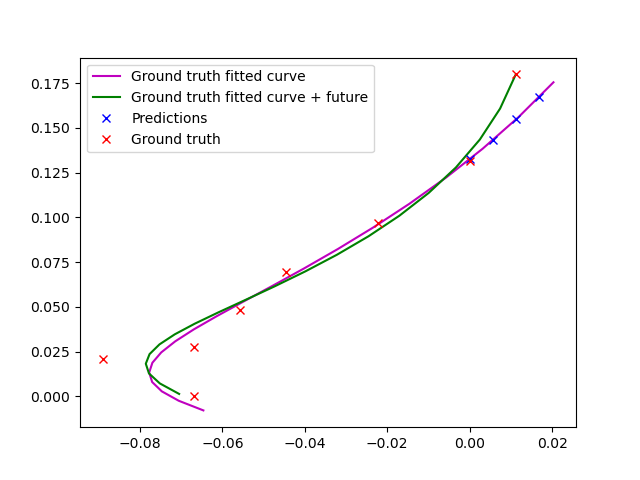 Ground truth fitted curve
Ground truth fitted curve + future
Predictions
Ground truth
0.175
0.150
0.125
0.100
0.075
0.050
0.025
0.000
−0.08 −0.06 −0.04 −0.02 0.00 0.02